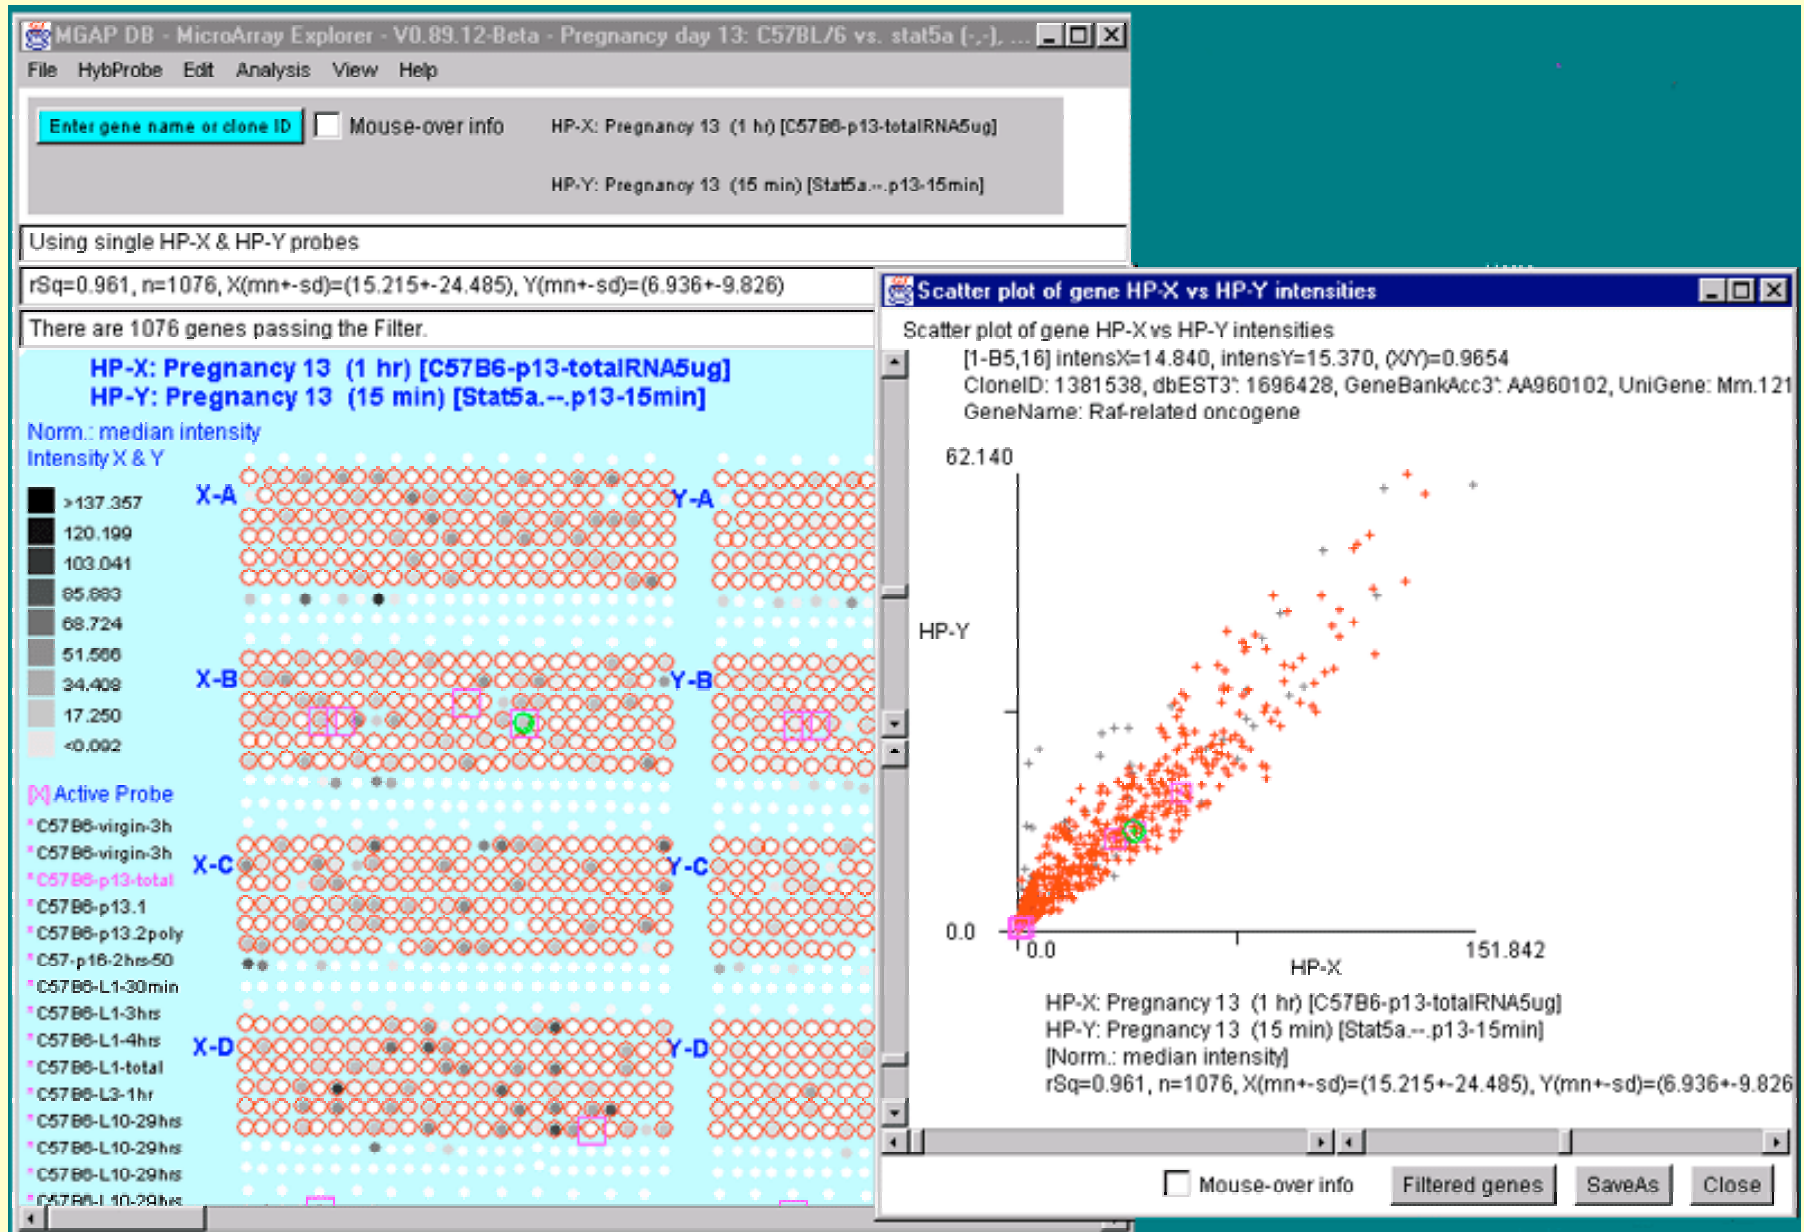 MGAP DB - MicroArray Explorer - V0.89.12-Beta - Pregnancy day 13: C57BL/6 vs. stat5a (-,-), ...
File HybProbe Edit Analysis View Help
Enter gene name or clone ID
Mouse-over info
HP-X: Pregnancy 13 (1 hr) [C57B6-p13-totalRNA5ug]
HP-Y: Pregnancy 13 (15 min) [Stat5a.--.p13-15min]
Using single HP-X & HP-Y probes
rSq=0.961, n=1076, X(mn+-sd)=(15.215+-24.485), Y(mn+-sd)=(6.936+-9.826)
There are 1076 genes passing the Filter.
HP-X: Pregnancy 13 (1 hr) [C57B6-p13-totalRNA5ug]
HP-Y: Pregnancy 13 (15 min) [Stat5a.--.p13-15min]
Norm.: median intensity
Intensity X & Y
>137.357
120.199
103.041
85.883
68.724
51.566
34.408
17.250
<0.092
X-A
Y-A
X-B
Y-B
X-C
Y-C
X-D
Y-D
[X] Active Probe
*C57B6-virgin-3h
*C57B6-virgin-3h
*C57B6-p13-total
*C57B6-p13.1
*C57B6-p13.2poly
*C57-p16-2hrs-50
*C57B6-L1-30min
*C57B6-L1-3hrs
*C57B6-L1-4hrs
*C57B6-L1-total
*C57B6-L3-1hr
*C57B6-L10-29hrs
*C57B6-L10-29hrs
*C57B6-L10-29hrs
*C57B6-L10-29hrs
Scatter plot of gene HP-X vs HP-Y intensities
Scatter plot of gene HP-X vs HP-Y intensities
[1-B5,16] intensX=14.840, intensY=15.370, (X/Y)=0.9654
CloneID: 1381538, dbEST3': 1696428, GeneBankAcc3': AA960102, UniGene: Mm.121
GeneName: Raf-related oncogene
62.140
HP-Y
0.0
0.0
151.842
HP-X
HP-X: Pregnancy 13 (1 hr) [C57B6-p13-totalRNA5ug]
HP-Y: Pregnancy 13 (15 min) [Stat5a.--.p13-15min]
[Norm.: median intensity]
rSq=0.961, n=1076, X(mn+-sd)=(15.215+-24.485), Y(mn+-sd)=(6.936+-9.826
Mouse-over info
Filtered genes
SaveAs
Close